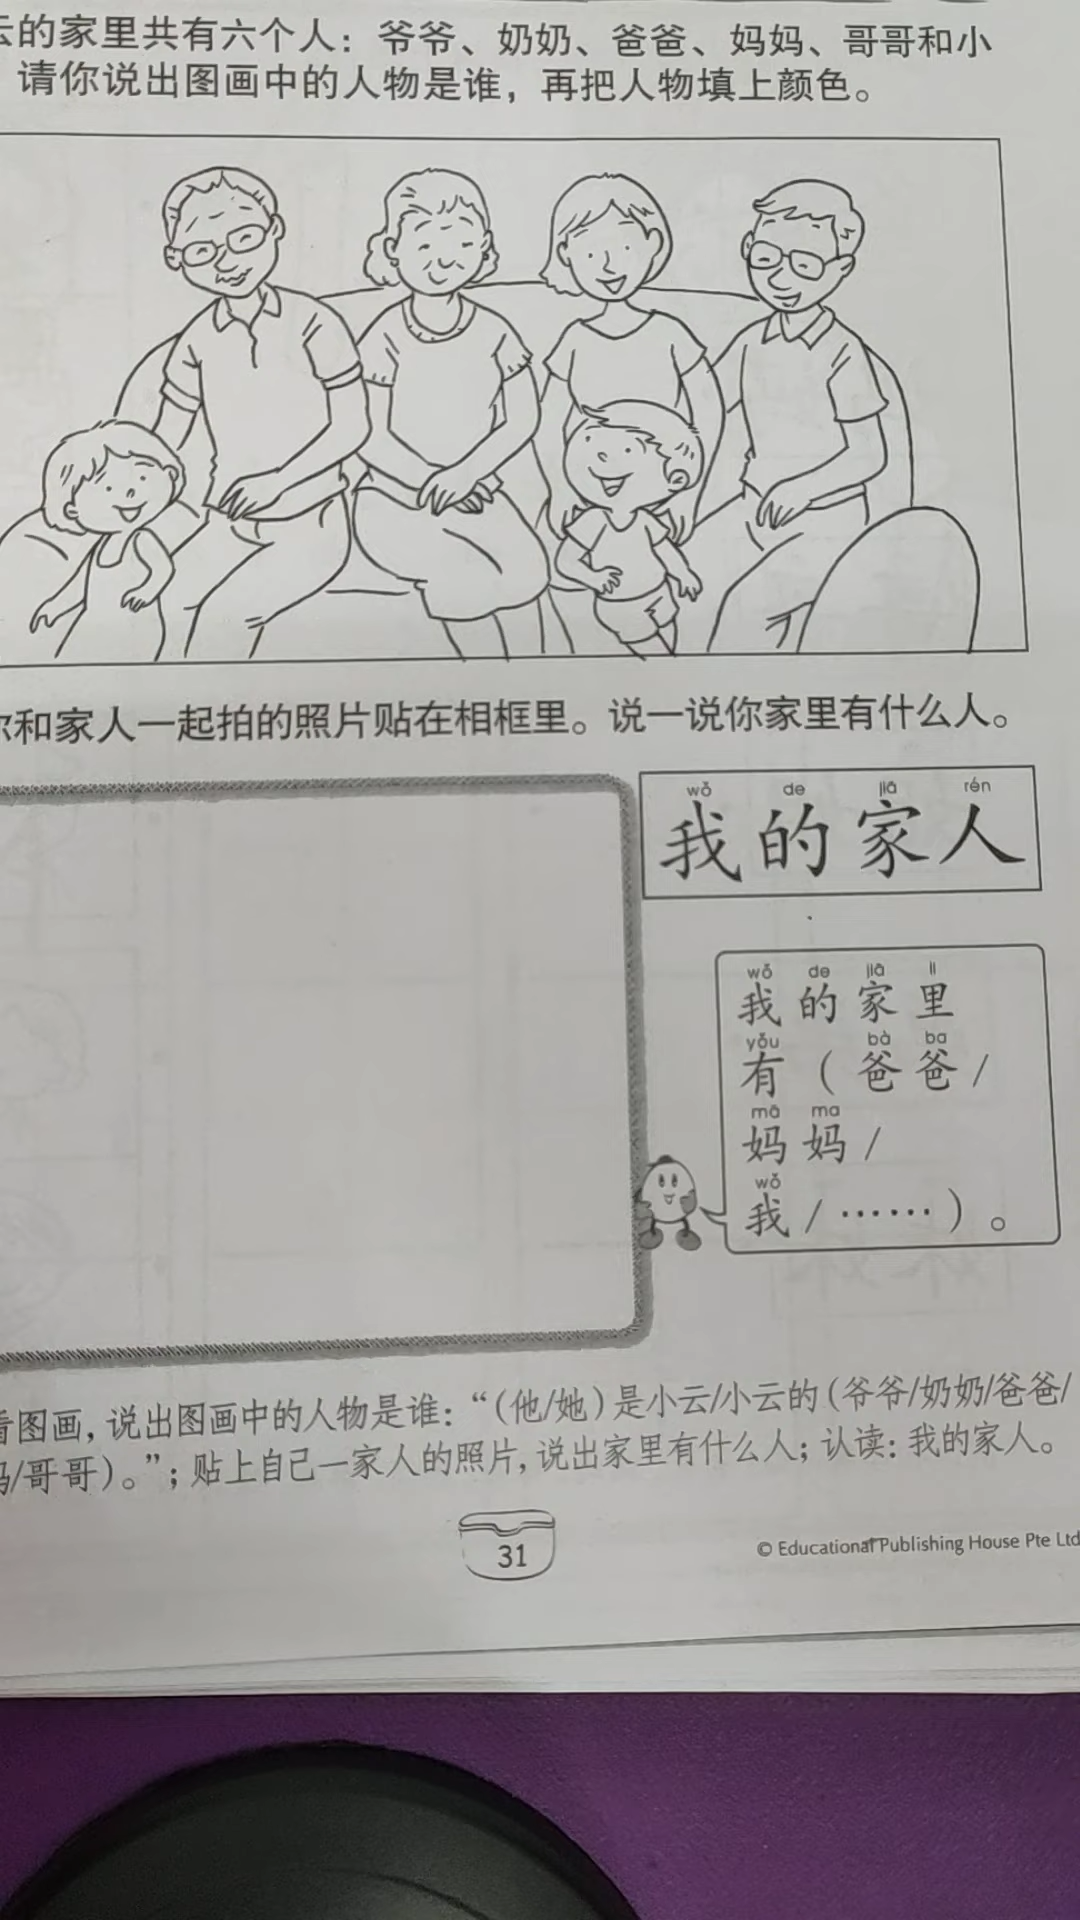 云的家里共有六个人：爷爷、奶奶、爸爸、妈妈、哥哥和小
请你说出图画中的人物是谁，再把人物填上颜色。
你和家人一起拍的照片贴在相框里。说一说你家里有什么人。
wǒ de jiā rén
我的家人
wǒ de jiā lǐ
我的家里
yǒu bà ba
有（爸爸/
mā ma
妈妈/
wǒ
我/……）。
看图画，说出图画中的人物是谁：“（他/她）是小云/小云的（爷爷/奶奶/爸爸/
妈/哥哥）。”；贴上自己一家人的照片，说出家里有什么人；认读：我的家人。
31
© Educational Publishing House Pte Ltd